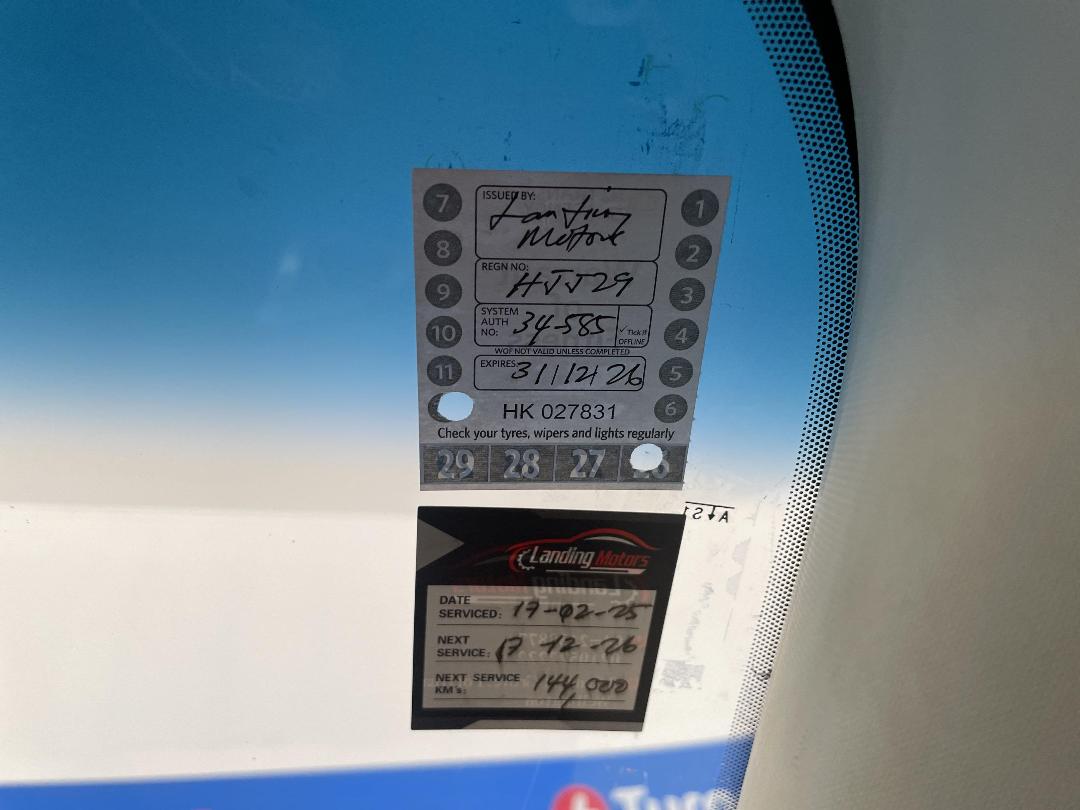 7
ISSUED BY:
Landing
Motors
1
8
2
REGN NO:
HJJ29
9
3
SYSTEM
AUTH
NO:
34-585
✓ Tick if
OFFLINE
10
4
WOF NOT VALID UNLESS COMPLETED
EXPIRES:
31/12/26
11
5
HK 027831
6
Check your tyres, wipers and lights regularly
29 28 27
A↓S1
Landing Motors
DATE
SERVICED: 17-02-25
NEXT
SERVICE: 17-12-26
NEXT SERVICE
KM's: 144,000